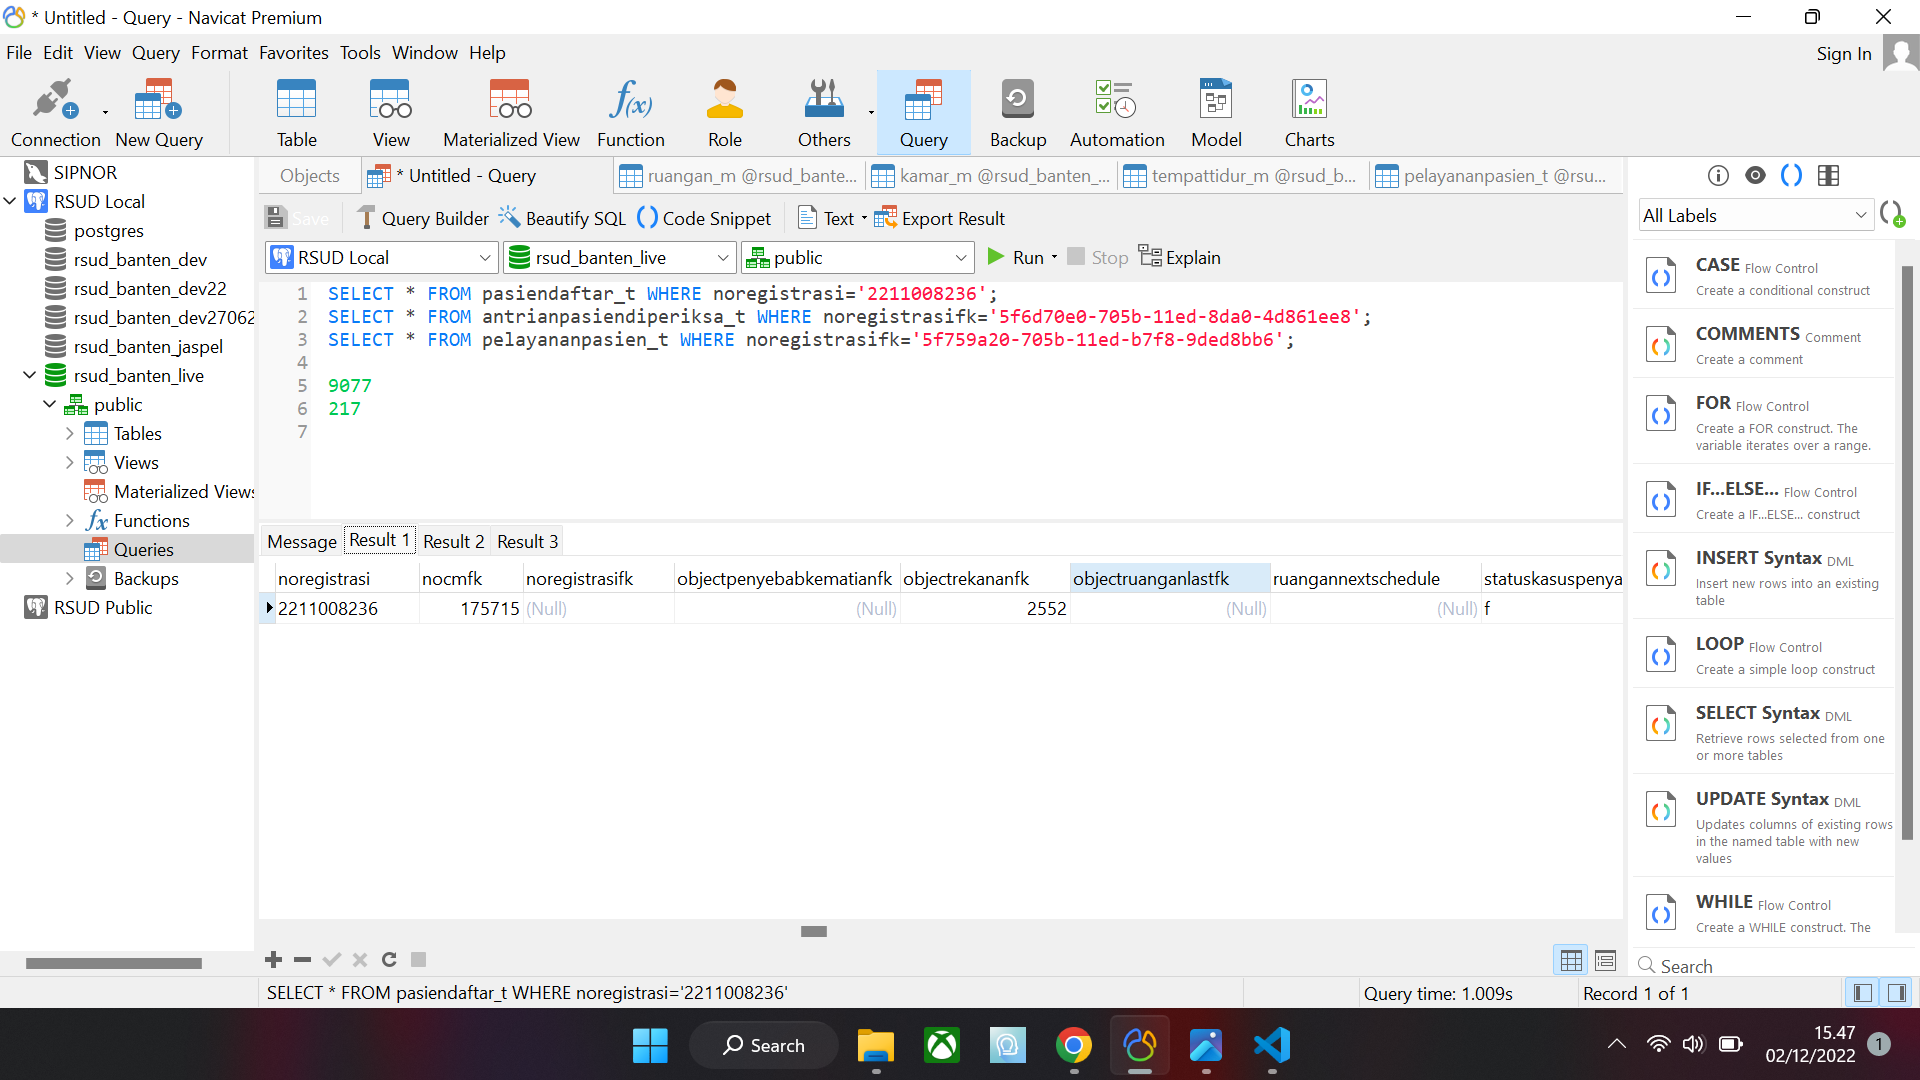 * Untitled - Query - Navicat Premium
File Edit View Query Format Favorites Tools Window Help
Sign In
Connection New Query Table View Materialized View Function Role Others Query Backup Automation Model Charts
SIPNOR
RSUD Local
postgres
rsud_banten_dev
rsud_banten_dev22
rsud_banten_dev27062
rsud_banten_jaspel
rsud_banten_live
public
Tables
Views
Materialized Views
Functions
Queries
Backups
RSUD Public
Objects * Untitled - Query ruangan_m @rsud_bante... kamar_m @rsud_banten_... tempattidur_m @rsud_b... pelayananpasien_t @rsu...
Save Query Builder Beautify SQL Code Snippet Text Export Result
RSUD Local rsud_banten_live public Run Stop Explain
1 SELECT * FROM pasiendaftar_t WHERE noregistrasi='2211008236';
2 SELECT * FROM antrianpasiendiperiksa_t WHERE noregistrasifk='5f6d70e0-705b-11ed-8da0-4d861ee8';
3 SELECT * FROM pelayananpasien_t WHERE noregistrasifk='5f759a20-705b-11ed-b7f8-9ded8bb6';
4
5 9077
6 217
7
Message Result 1 Result 2 Result 3
noregistrasi nocmfk noregistrasifk objectpenyebabkematianfk objectrekananfk objectruanganlastfk ruangannextschedule statuskasuspenya
2211008236 175715 (Null) (Null) 2552 (Null) (Null) f
SELECT * FROM pasiendaftar_t WHERE noregistrasi='2211008236'
Query time: 1.009s
Record 1 of 1
All Labels
CASE Flow Control
Create a conditional construct
COMMENTS Comment
Create a comment
FOR Flow Control
Create a FOR construct. The
variable iterates over a range.
IF...ELSE... Flow Control
Create a IF...ELSE... construct
INSERT Syntax DML
Insert new rows into an existing
table
LOOP Flow Control
Create a simple loop construct
SELECT Syntax DML
Retrieve rows selected from one
or more tables
UPDATE Syntax DML
Updates columns of existing rows
in the named table with new
values
WHILE Flow Control
Create a WHILE construct. The
Search
Search
15.47
02/12/2022
1